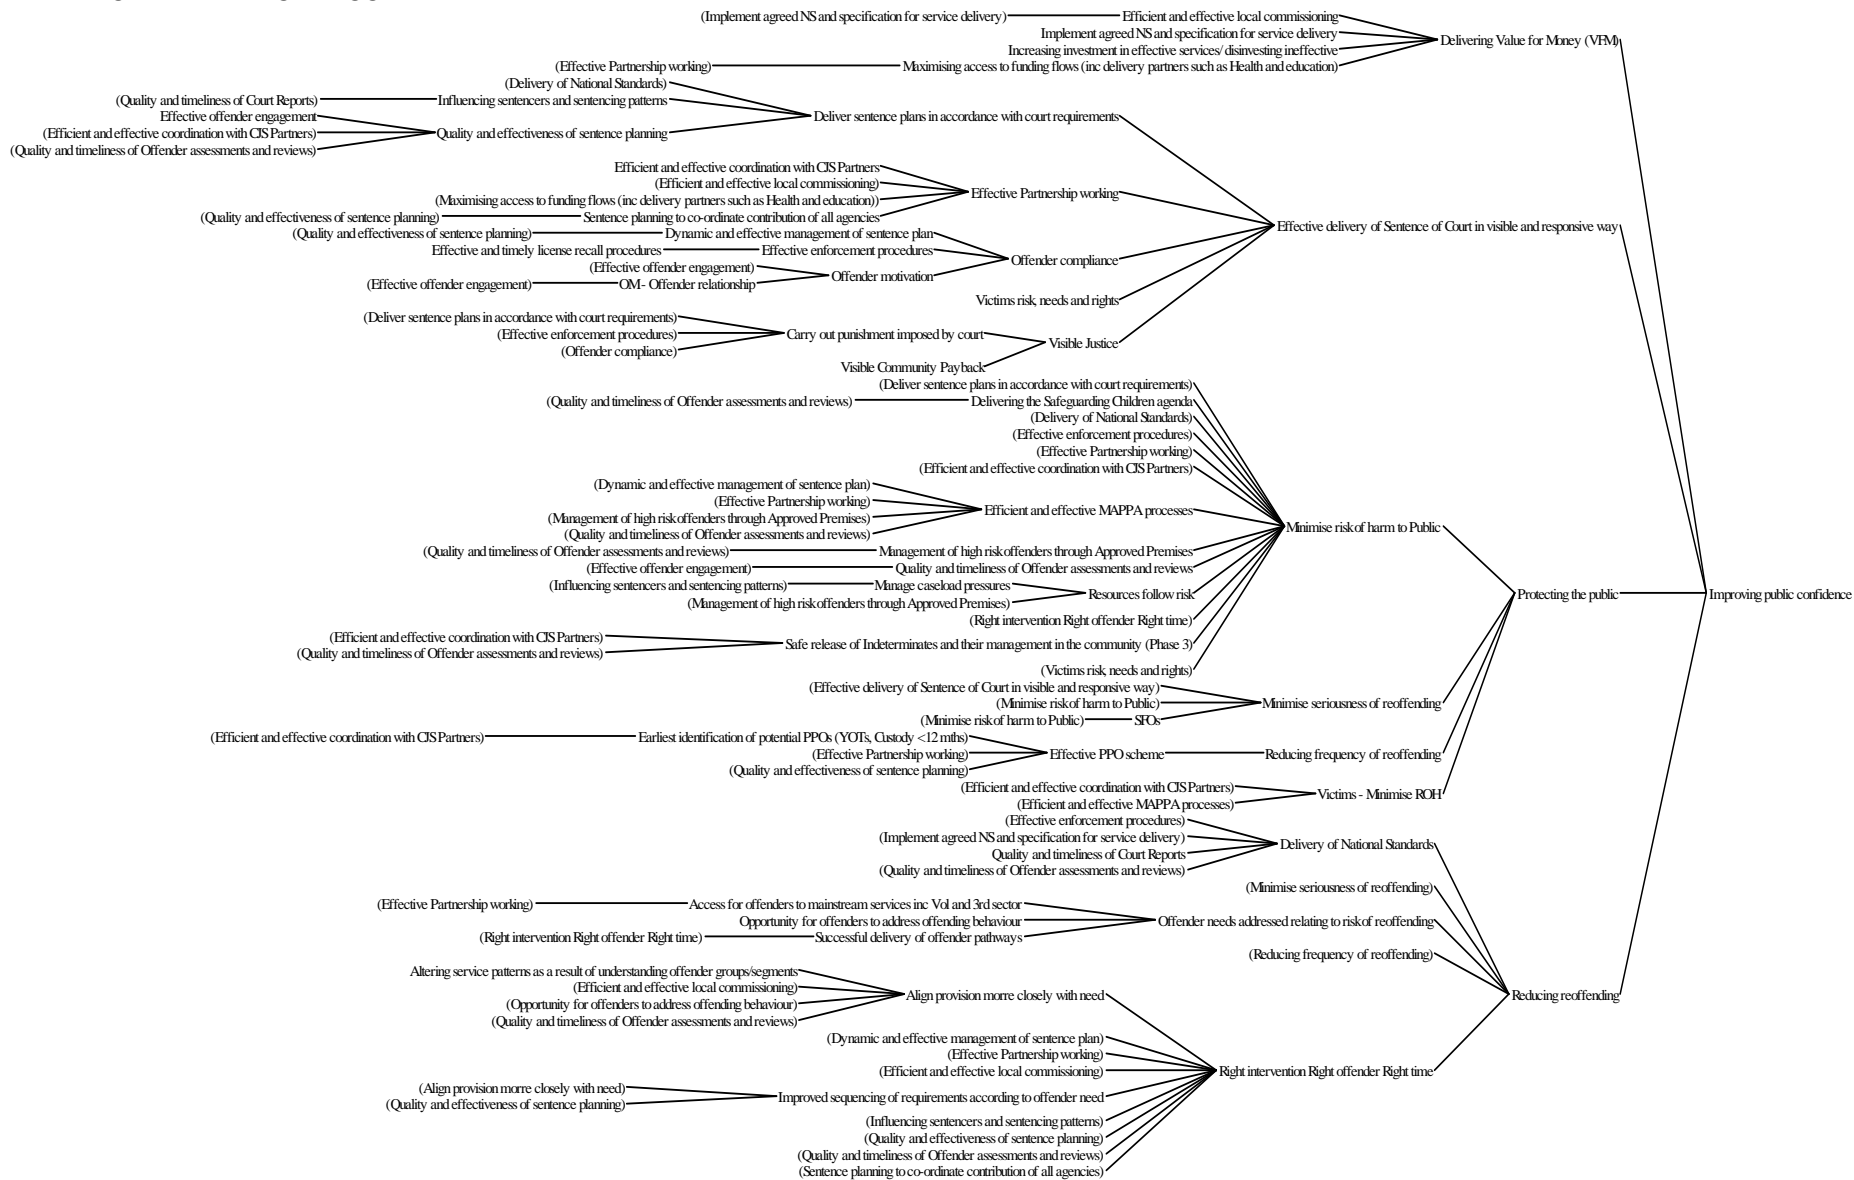 (Implement agreed NS and specification for service delivery) Efficient and effective local commissioning
Implement agreed NS and specification for service delivery
Delivering Value for Money (VFM)
Increasing investment in effective services/ disinvesting ineffective
(Effective Partnership working) Maximising access to funding flows (inc delivery partners such as Health and education)
(Delivery of National Standards)
(Quality and timeliness of Court Reports) Influencing sentencers and sentencing patterns
Effective offender engagement
Deliver sentence plans in accordance with court requirements
(Efficient and effective coordination with CJS Partners) Quality and effectiveness of sentence planning
(Quality and timeliness of Offender assessments and reviews)
Efficient and effective coordination with CJS Partners
(Efficient and effective local commissioning)
Effective Partnership working
(Maximising access to funding flows (inc delivery partners such as Health and education))
(Quality and effectiveness of sentence planning) Sentence planning to co-ordinate contribution of all agencies
Effective delivery of Sentence of Court in visible and responsive way
(Quality and effectiveness of sentence planning) Dynamic and effective management of sentence plan
Effective and timely license recall procedures Effective enforcement procedures
Offender compliance
(Effective offender engagement)
Offender motivation
(Effective offender engagement) OM - Offender relationship
Victims risk, needs and rights
(Deliver sentence plans in accordance with court requirements)
(Effective enforcement procedures) Carry out punishment imposed by court
Visible Justice
(Offender compliance)
Visible Community Payback
(Deliver sentence plans in accordance with court requirements)
(Quality and timeliness of Offender assessments and reviews) Delivering the Safeguarding Children agenda
(Delivery of National Standards)
(Effective enforcement procedures)
(Effective Partnership working)
(Efficient and effective coordination with CJS Partners)
(Dynamic and effective management of sentence plan)
(Effective Partnership working)
Efficient and effective MAPPA processes
(Management of high risk offenders through Approved Premises)
Minimise risk of harm to Public
(Quality and timeliness of Offender assessments and reviews)
(Quality and timeliness of Offender assessments and reviews) Management of high risk offenders through Approved Premises
(Effective offender engagement) Quality and timeliness of Offender assessments and reviews
(Influencing sentencers and sentencing patterns) Manage caseload pressures
Resources follow risk
Protecting the public Improving public confidence
(Management of high risk offenders through Approved Premises)
(Right intervention Right offender Right time)
(Efficient and effective coordination with CJS Partners)
Safe release of Indeterminates and their management in the community (Phase 3)
(Quality and timeliness of Offender assessments and reviews)
(Victims risk, needs and rights)
(Effective delivery of Sentence of Court in visible and responsive way)
(Minimise risk of harm to Public) Minimise seriousness of reoffending
(Minimise risk of harm to Public) SFOs
(Efficient and effective coordination with CJS Partners) Earliest identification of potential PPOs (YOTs, Custody <12 mths)
(Effective Partnership working) Effective PPO scheme Reducing frequency of reoffending
(Quality and effectiveness of sentence planning)
(Efficient and effective coordination with CJS Partners)
Victims - Minimise ROH
(Efficient and effective MAPPA processes)
(Effective enforcement procedures)
(Implement agreed NS and specification for service delivery)
Delivery of National Standards
Quality and timeliness of Court Reports
(Quality and timeliness of Offender assessments and reviews)
(Minimise seriousness of reoffending)
(Effective Partnership working) Access for offenders to mainstream services inc Vol and 3rd sector
Opportunity for offenders to address offending behaviour Offender needs addressed relating to risk of reoffending
(Right intervention Right offender Right time) Successful delivery of offender pathways
(Reducing frequency of reoffending)
Altering service patterns as a result of understanding offender groups/segments
(Efficient and effective local commissioning)
Align provision morre closely with need Reducing reoffending
(Opportunity for offenders to address offending behaviour)
(Quality and timeliness of Offender assessments and reviews)
(Dynamic and effective management of sentence plan)
(Effective Partnership working)
(Efficient and effective local commissioning) Right intervention Right offender Right time
(Align provision morre closely with need)
Improved sequencing of requirements according to offender need
(Quality and effectiveness of sentence planning)
(Influencing sentencers and sentencing patterns)
(Quality and effectiveness of sentence planning)
(Quality and timeliness of Offender assessments and reviews)
(Sentence planning to co-ordinate contribution of all agencies)